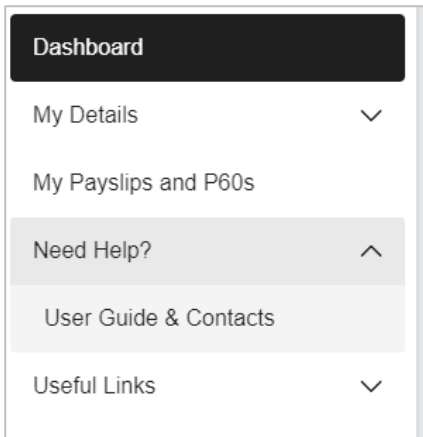 Dashboard
My Details
My Payslips and P60s
Need Help?
User Guide & Contacts
Useful Links